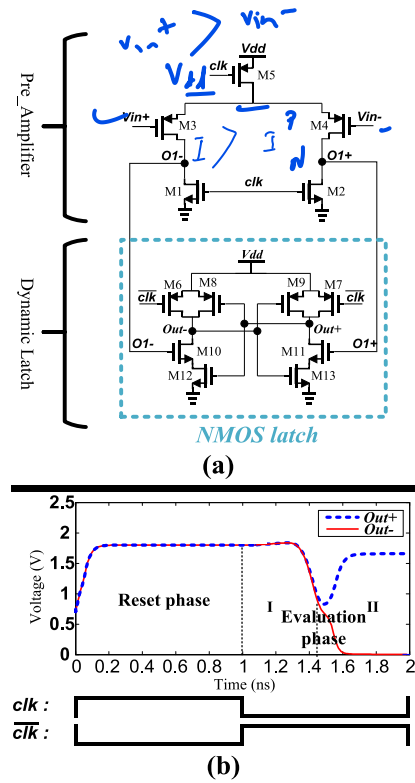 Vin+ > Vin-
Vdd
clk
M5
Vdd
Vin+
M3
M4
Vin-
I > I
O1-
O1+
M1
clk
M2
Pre_Amplifier
Vdd
M6 M8
M9 M7
clk
clk
Out-
Out+
O1-
M10
M11
O1+
M12
M13
Dynamic Latch
NMOS latch
(a)
2.5
2
1.5
1
0.5
0
Voltage (V)
Out+
Out-
Reset phase
I
Evaluation phase
II
0 0.2 0.4 0.6 0.8 1 1.2 1.4 1.6 1.8 2
Time (ns)
clk :
clk :
(b)